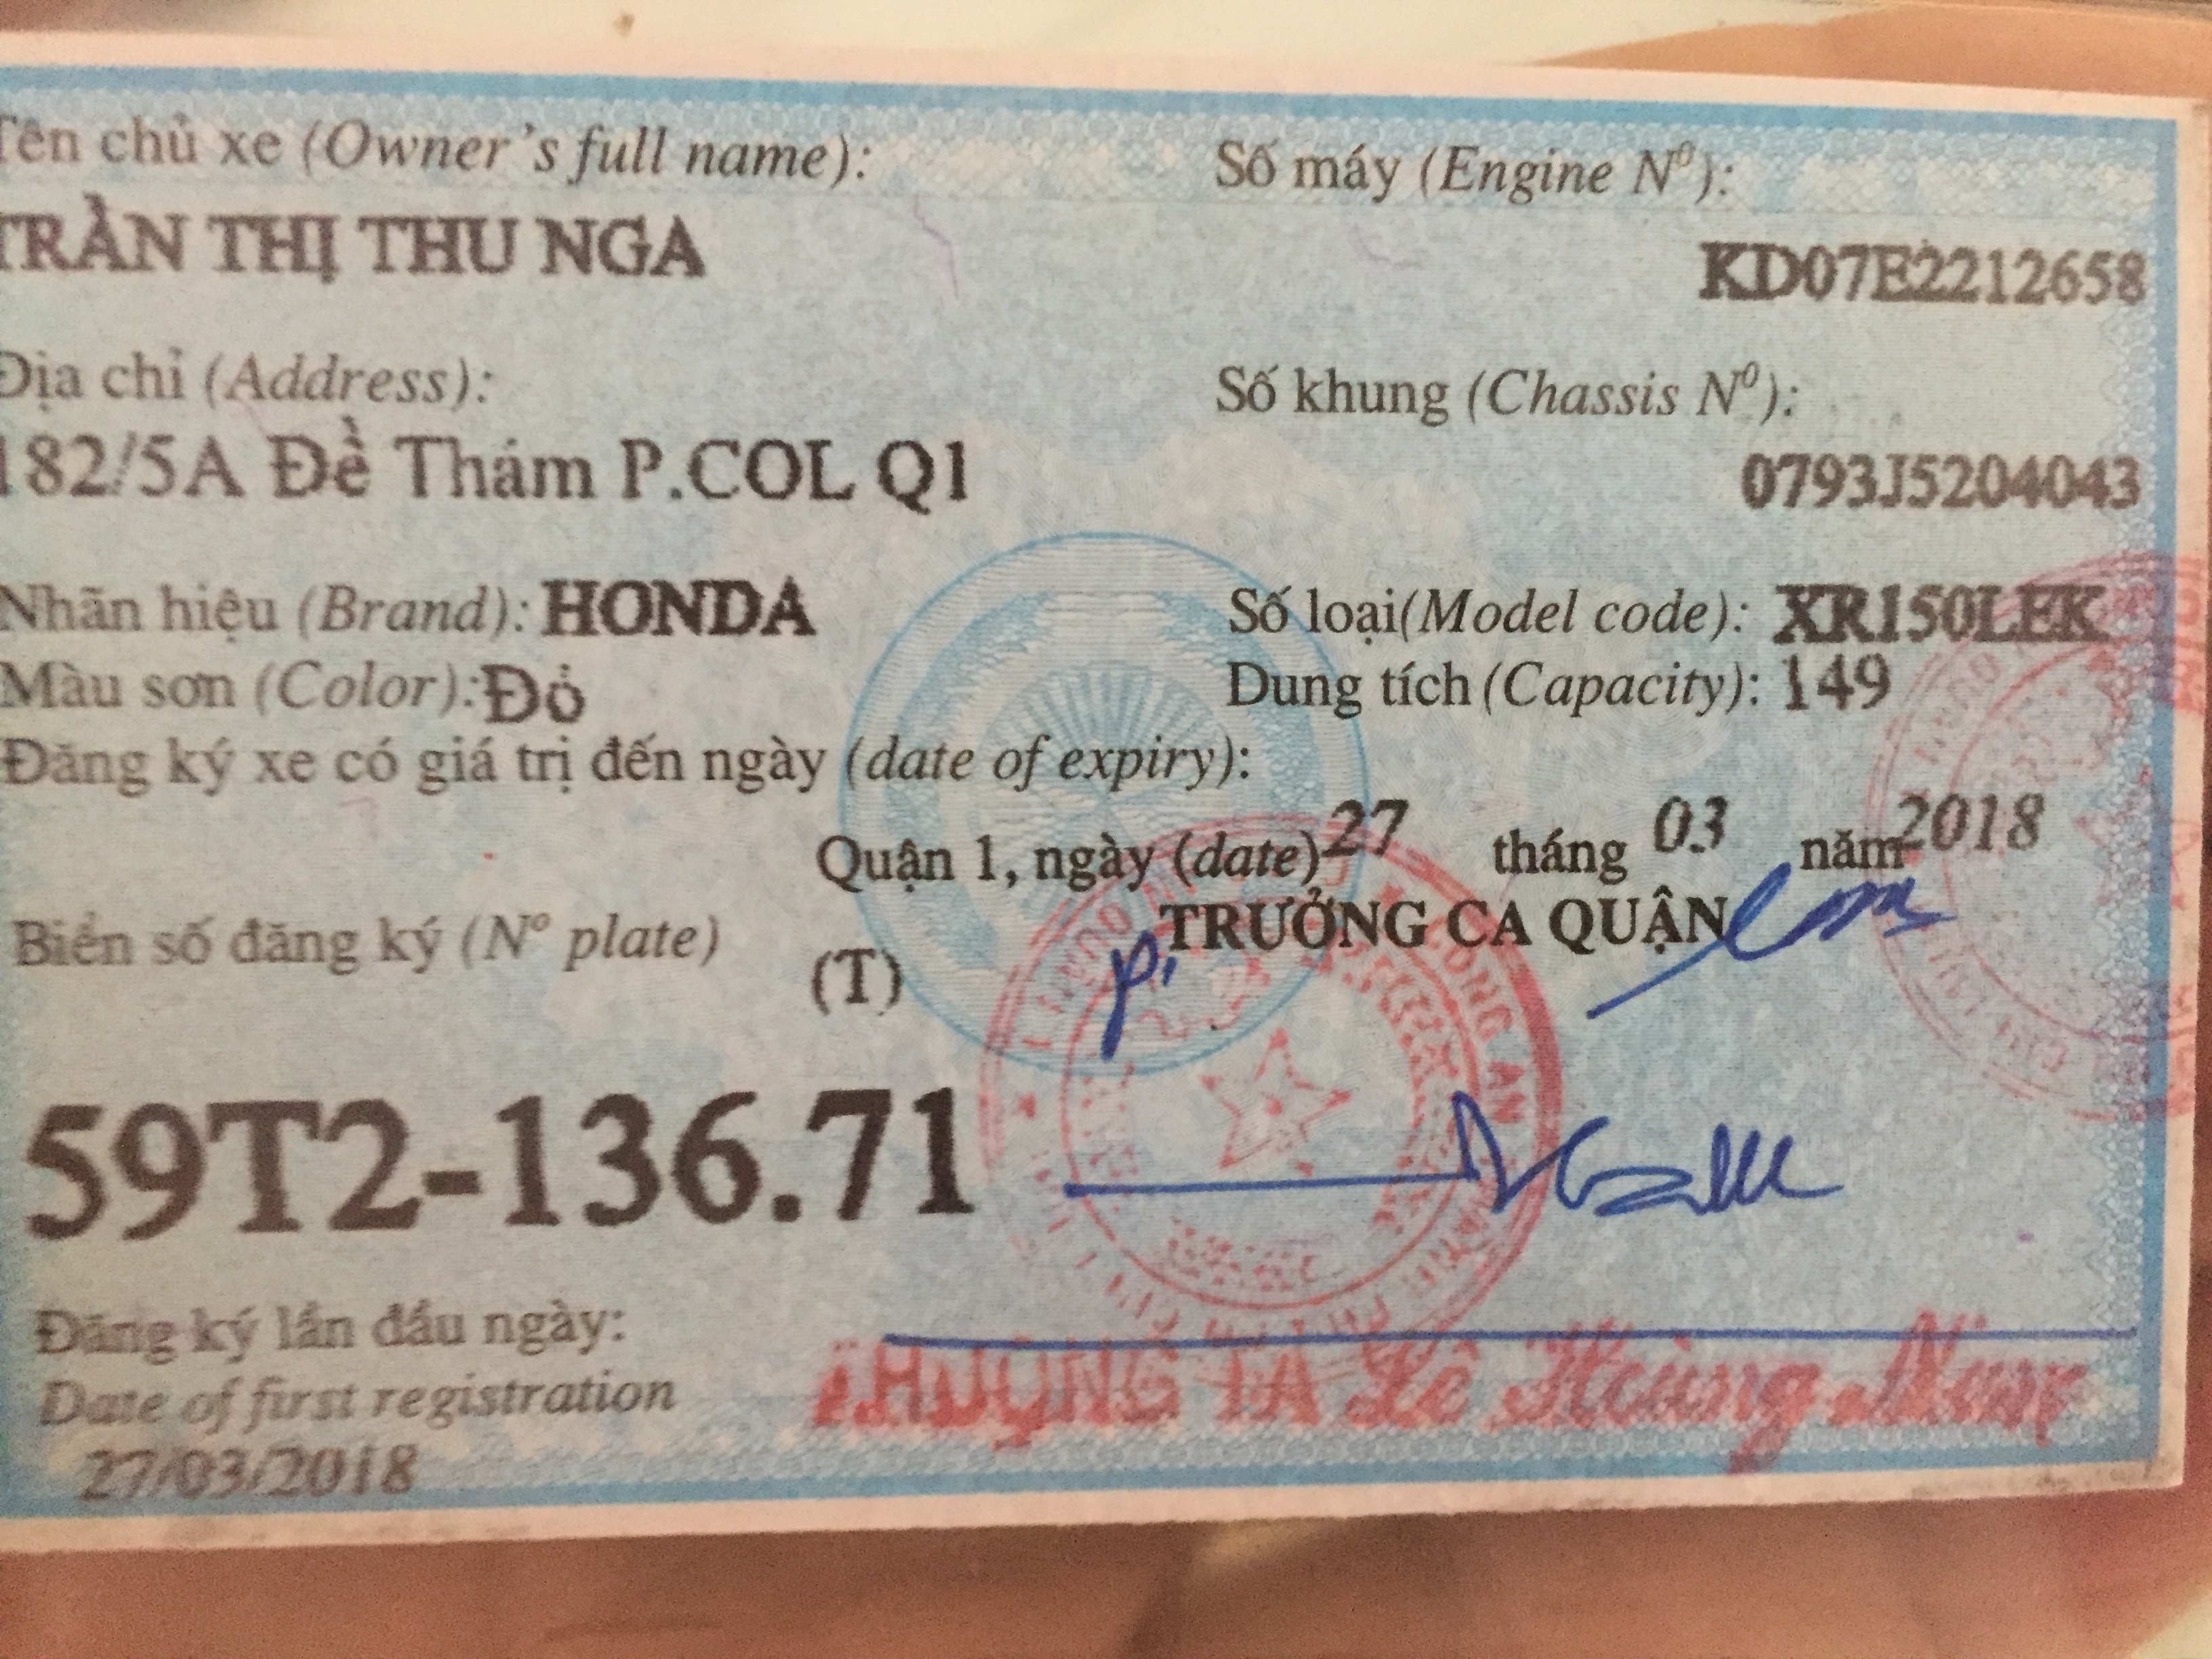 Tên chủ xe (Owner's full name): Số máy (Engine Nº):
TRẦN THỊ THU NGA KD07E2212658
Địa chỉ (Address): Số khung (Chassis Nº):
182/5A Đề Thám P.COL Q1 0793J5204043
Nhãn hiệu (Brand): HONDA Số loại(Model code): XR150LEK
Màu sơn (Color): Đỏ Dung tích (Capacity): 149
Đăng ký xe có giá trị đến ngày (date of expiry):
Quận 1, ngày (date) 27 tháng 03 năm 2018
Biển số đăng ký (Nº plate) (T) TRƯỞNG CA QUẬN
59T2-136.71
Đăng ký lần đầu ngày:
Date of first registration
27/03/2018
CÔNG AN